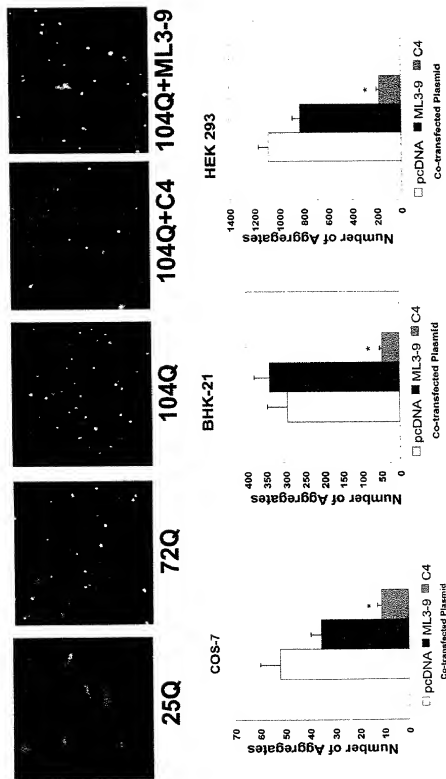 25Q
72Q
104Q
104Q+C4
104Q+ML3-9
COS-7
Number of Aggregates
70
60
50
40
30
20
10
0
*
pcDNA ML3-9 C4
Co-transfected Plasmid
BHK-21
Number of Aggregates
400
350
300
250
200
150
100
50
0
*
pcDNA ML3-9 C4
Co-transfected Plasmid
HEK 293
Number of Aggregates
1400
1200
1000
800
600
400
200
0
*
pcDNA ML3-9 C4
Co-transfected Plasmid